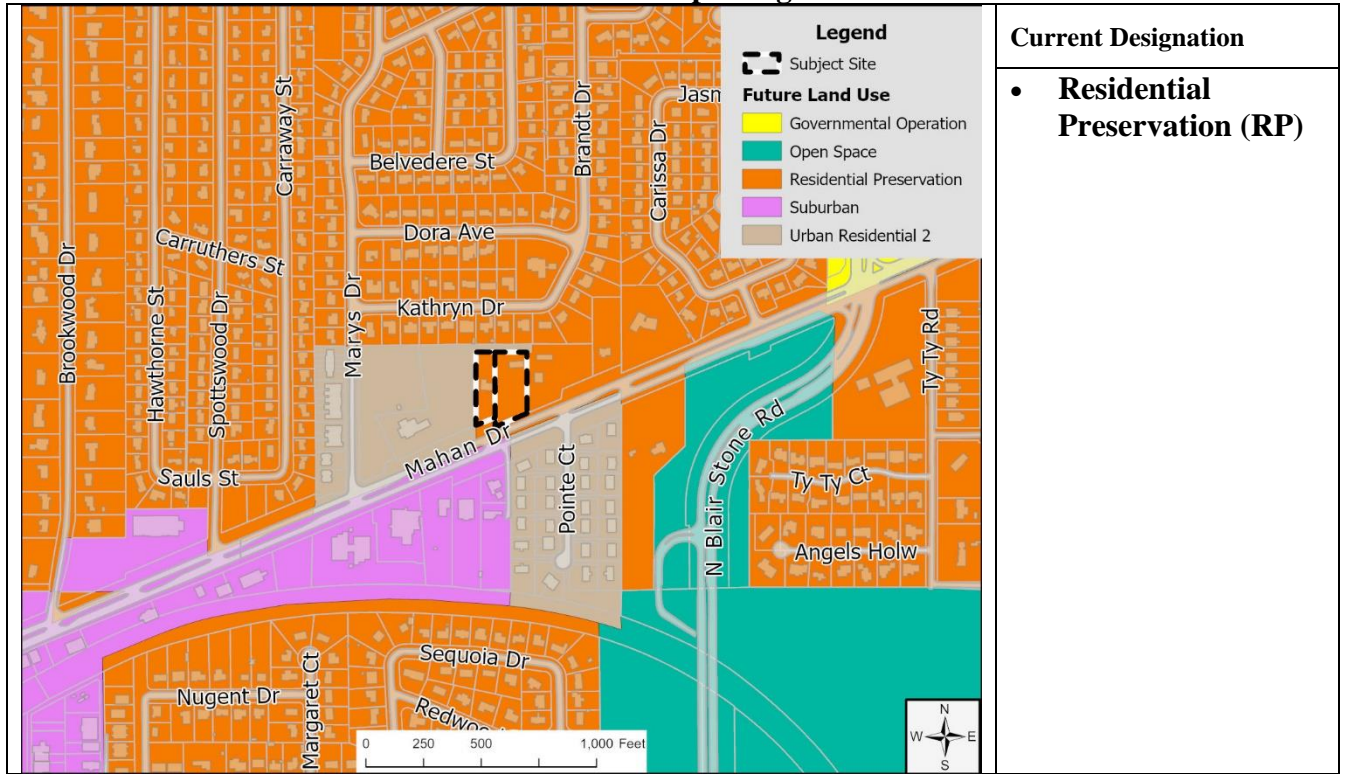 Legend
Subject Site
Future Land Use
Governmental Operation
Open Space
Residential Preservation
Suburban
Urban Residential 2
Current Designation
• Residential
Preservation (RP)
Carraway St
Belvedere St
Brandt Dr
Jasm
Carissa Dr
Dora Ave
Carruthers St
Brookwood Dr
Hawthorne St
Spottswood Dr
Marys Dr
Kathryn Dr
Ty Ty Rd
Mahan Dr
Sauls St
Pointe Ct
N Blair Stone Rd
Ty Ty Ct
Angels Holw
Sequoia Dr
Nugent Dr
Margaret Ct
0 250 500 1,000 Feet
N
W E
S